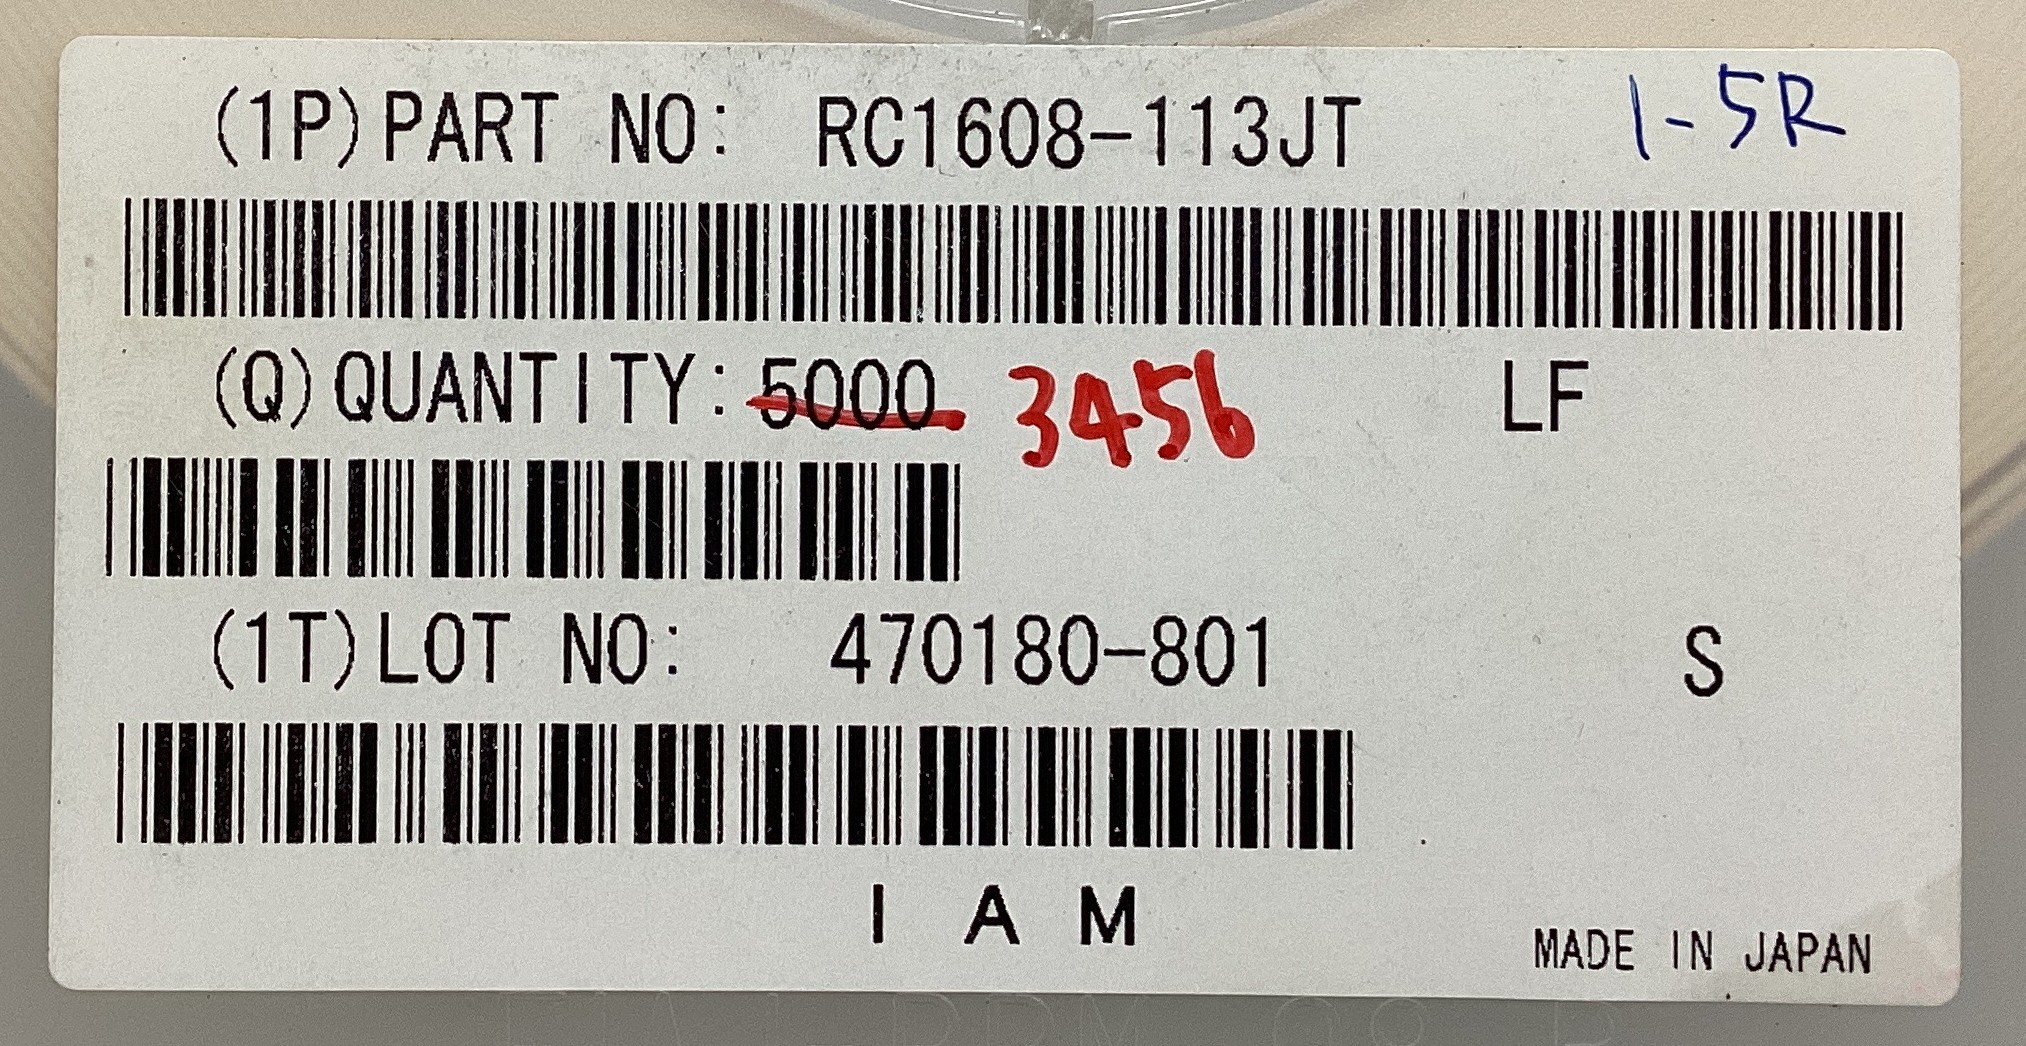 (1P)PART NO: RC1608-113JT 1-5R
(Q)QUANTITY: 5000 3456 LF
(1T)LOT NO: 470180-801 S
I A M
MADE IN JAPAN